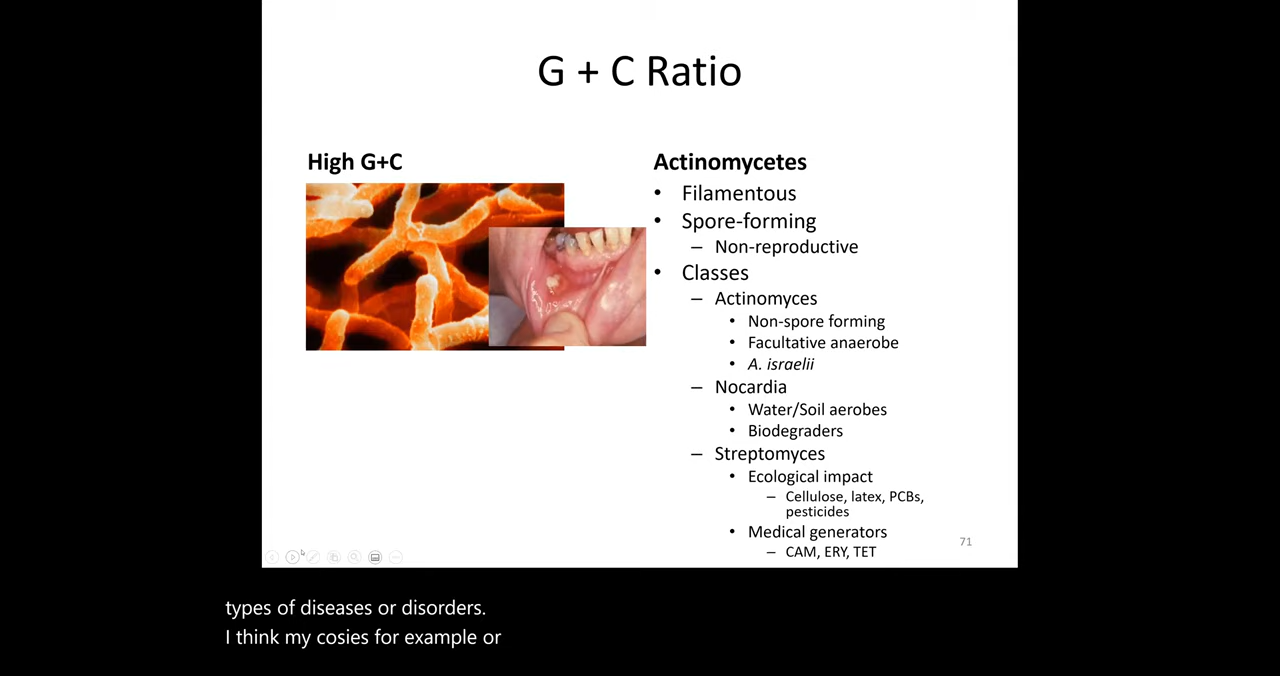 G + C Ratio
High G+C
Actinomycetes
• Filamentous
• Spore-forming
– Non-reproductive
• Classes
– Actinomyces
• Non-spore forming
• Facultative anaerobe
• A. israelii
– Nocardia
• Water/Soil aerobes
• Biodegraders
– Streptomyces
• Ecological impact
– Cellulose, latex, PCBs,
pesticides
• Medical generators
– CAM, ERY, TET
71
types of diseases or disorders.
I think my cosies for example or